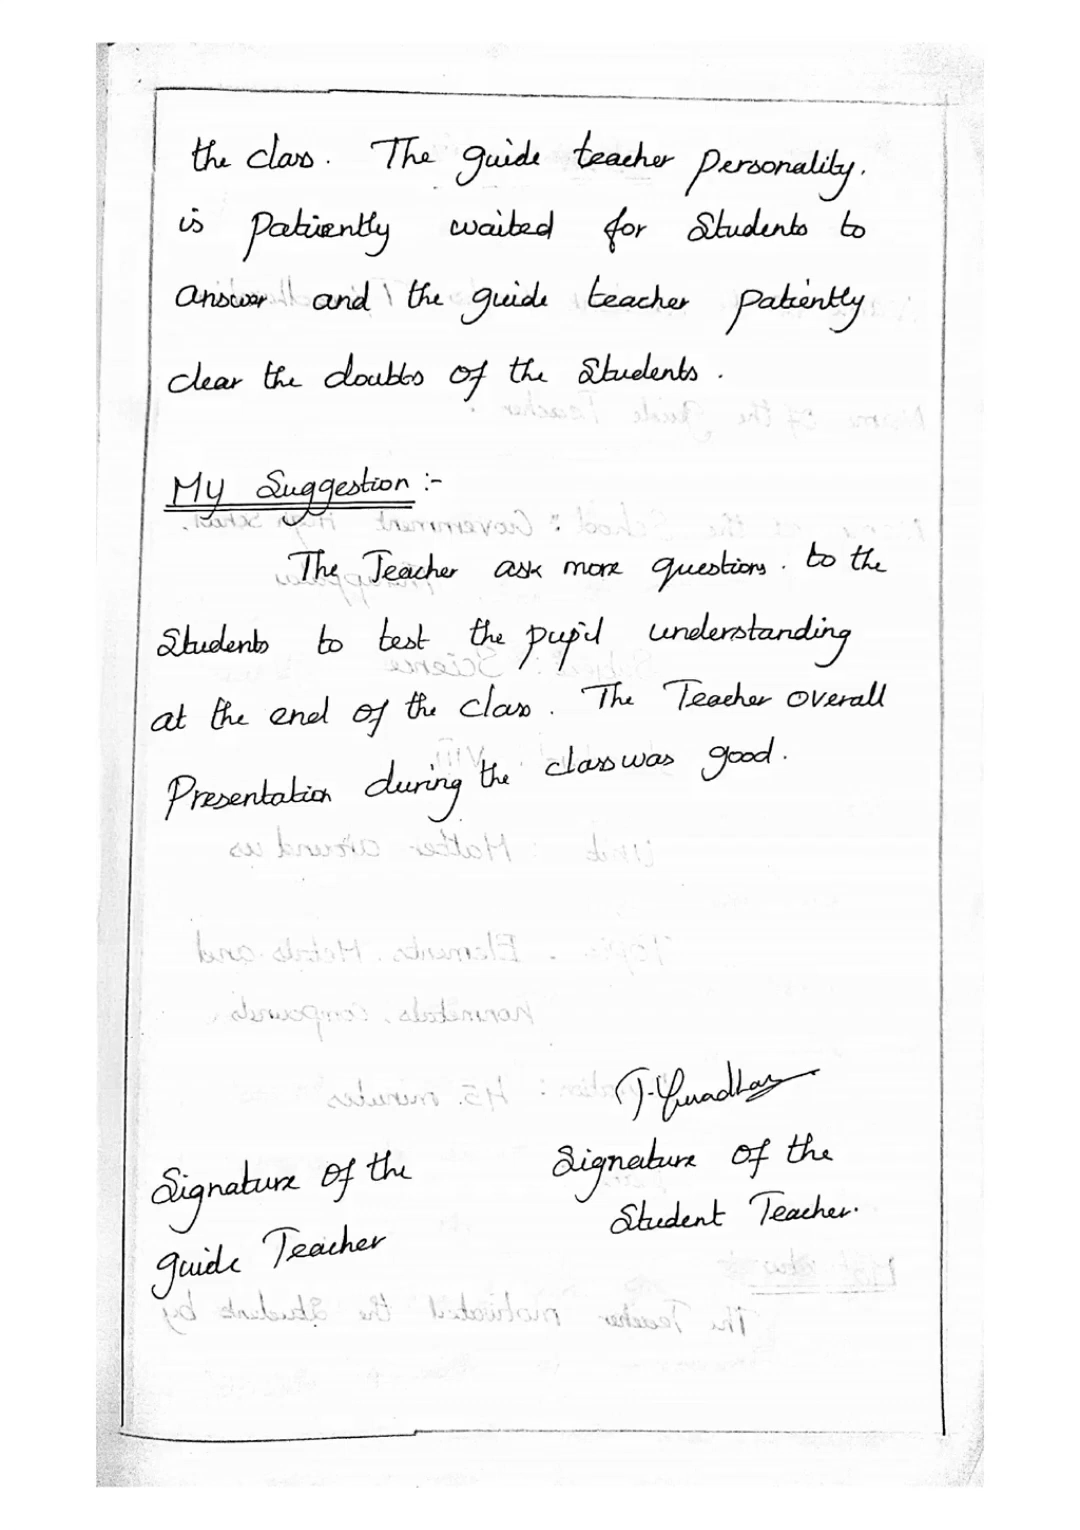 the class. The guide teacher Personality.
is Patiently waited for Students to
answer and the guide teacher patiently
clear the doubts of the Students.
My Suggestion :-
The Teacher ask more questions. to the
Students to test the pupil understanding
at the end of the class. The Teacher overall
Presentation during the class was good.
Signature of the
guide Teacher
Signature of the
Student Teacher.